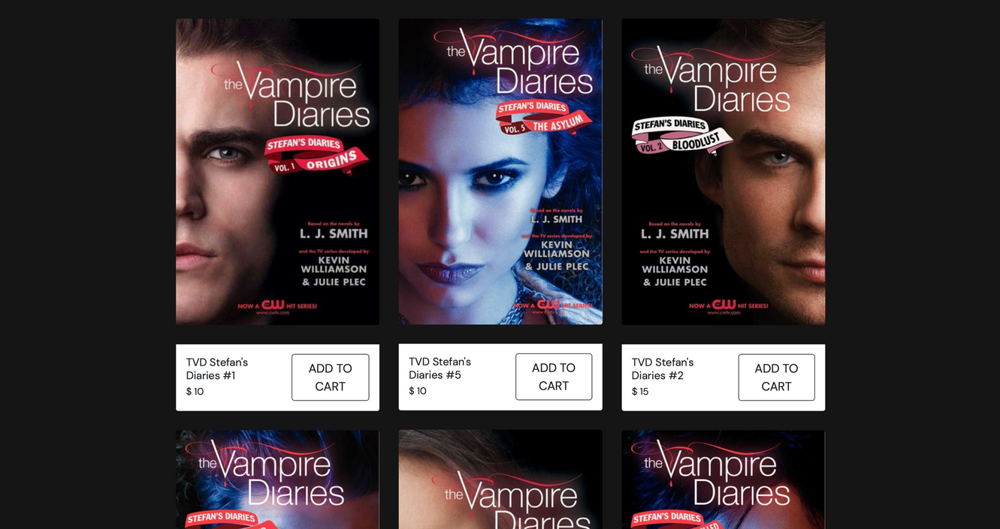 the Vampire
Diaries
STEFAN'S DIARIES
VOL. 1 ORIGINS
Based on the novels by
L. J. SMITH
and the TV series developed by
KEVIN
WILLIAMSON
& JULIE PLEC
NOW A CW HIT SERIES!
www.cwtv.com
the Vampire
Diaries
STEFAN'S DIARIES
VOL. 5 THE ASYLUM
Based on the novels by
L. J. SMITH
and the TV series developed by
KEVIN
WILLIAMSON
& JULIE PLEC
NOW A CW HIT SERIES!
www.cwtv.com
the Vampire
Diaries
STEFAN'S DIARIES
VOL. 2 BLOODLUST
Based on the novels by
L. J. SMITH
and the TV series developed by
KEVIN
WILLIAMSON
& JULIE PLEC
NOW A CW HIT SERIES!
www.cwtv.com
TVD Stefan's
Diaries #1
$ 10
ADD TO
CART
TVD Stefan's
Diaries #5
$ 10
ADD TO
CART
TVD Stefan's
Diaries #2
$ 15
ADD TO
CART
the Vampire
Diaries
STEFAN'S DIARIES
the Vampire
Diaries
the Vampire
Diaries
STEFAN'S DIARIES